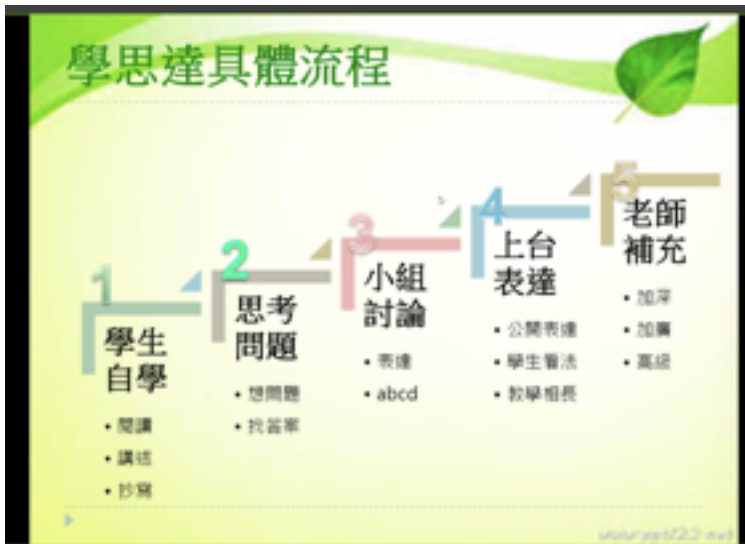 學思達具體流程
1
學生
自學
• 閱讀
• 講述
• 抄寫
2
思考
問題
• 想問題
• 找答案
3
小組
討論
• 表達
• abcd
4
上台
表達
• 公開表達
• 學生看法
• 教學相長
5
老師
補充
• 加深
• 加廣
• 高級